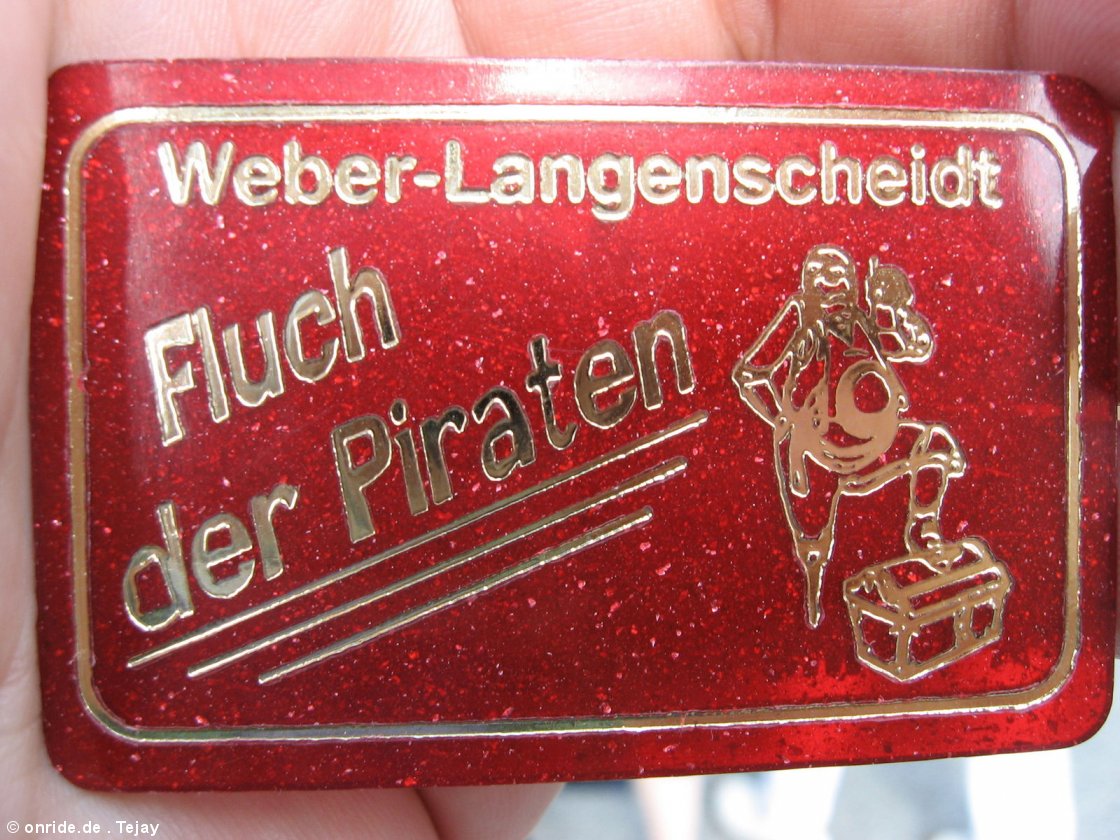 Weber-Langenscheidt
Fluch
der Piraten
© onride.de . Tejay